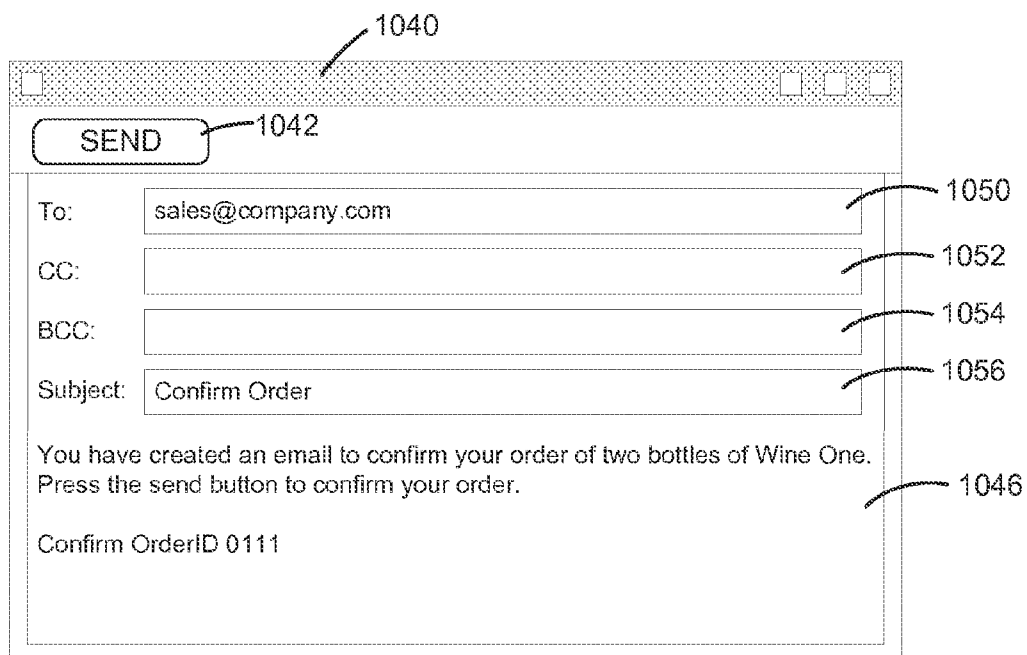 1040
SEND
1042
To:
sales@company.com
1050
CC:
1052
BCC:
1054
Subject:
Confirm Order
1056
You have created an email to confirm your order of two bottles of Wine One.
Press the send button to confirm your order.
1046
Confirm OrderID 0111